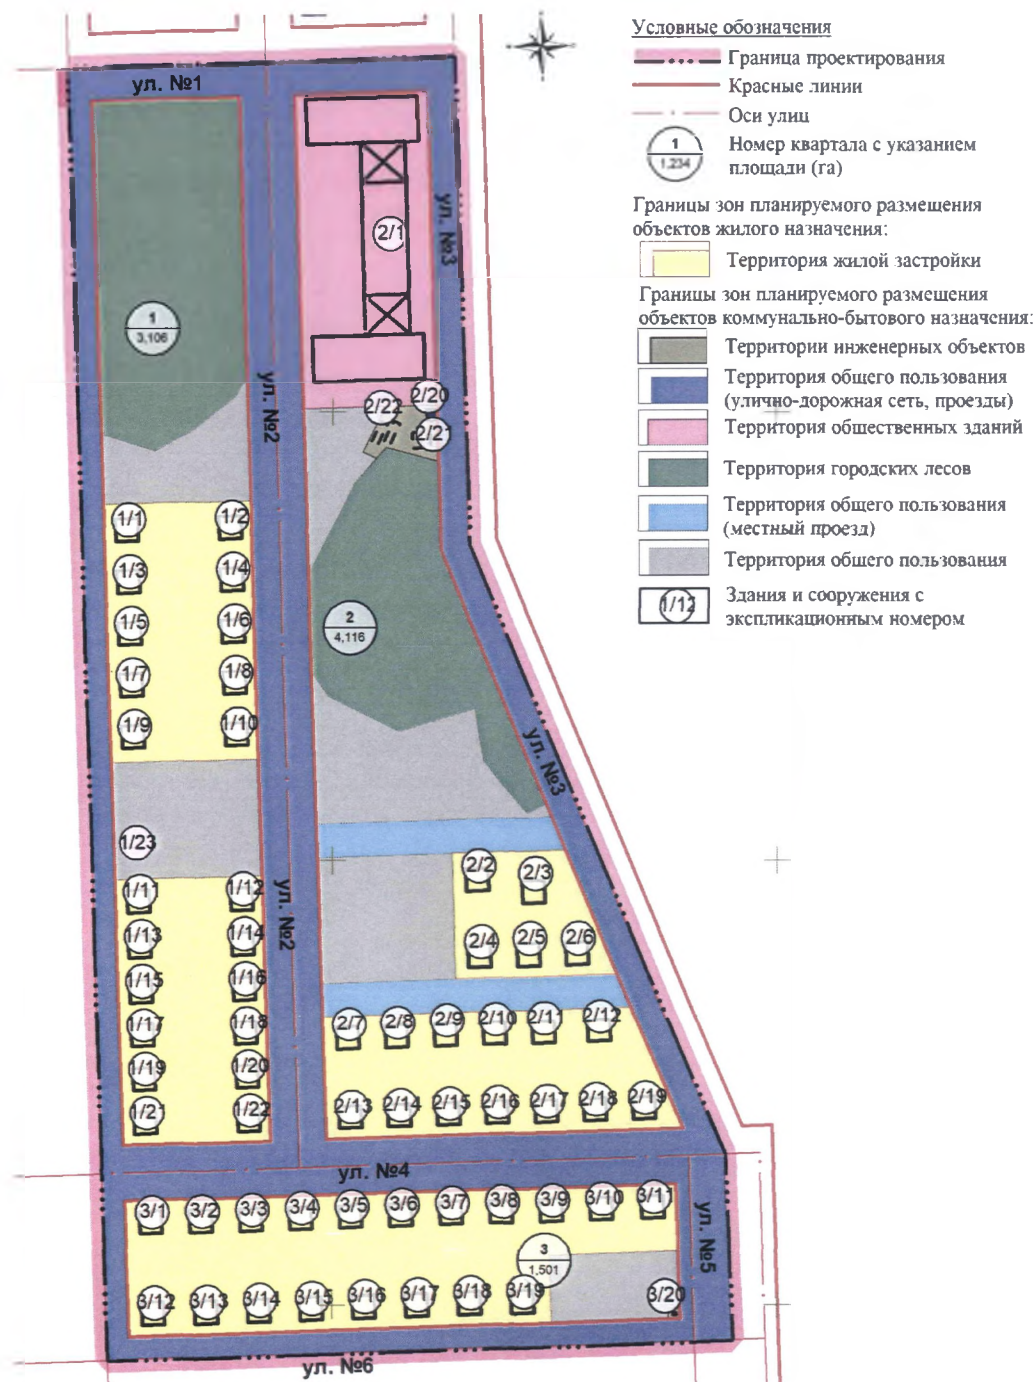 Условные обозначения
Граница проектирования
Красные линии
Оси улиц
1
1,234
Номер квартала с указанием
площади (га)
Границы зон планируемого размещения
объектов жилого назначения:
Территория жилой застройки
Границы зон планируемого размещения
объектов коммунально-бытового назначения:
Территории инженерных объектов
Территория общего пользования
(улично-дорожная сеть, проезды)
Территория общественных зданий
Территория городских лесов
Территория общего пользования
(местный проезд)
Территория общего пользования
1/12
Здания и сооружения с
экспликационным номером
ул. №1
ул. №3
2/1
1
3,106
ул. №2
2/22
2/20
2/21
1/1
1/2
1/3
1/4
1/5
1/6
2
4,116
1/7
1/8
1/9
1/10
ул. №3
1/23
2/2
2/3
1/11
1/12
ул. №2
1/13
1/14
2/4
2/5
2/6
1/15
1/16
1/17
1/18
2/7
2/8
2/9
2/10
2/11
2/12
1/19
1/20
1/21
1/22
2/13
2/14
2/15
2/16
2/17
2/18
2/19
ул. №4
3/1
3/2
3/3
3/4
3/5
3/6
3/7
3/8
3/9
3/10
3/11
ул. №5
3
1,501
3/12
3/13
3/14
3/15
3/16
3/17
3/18
3/19
3/20
ул. №6